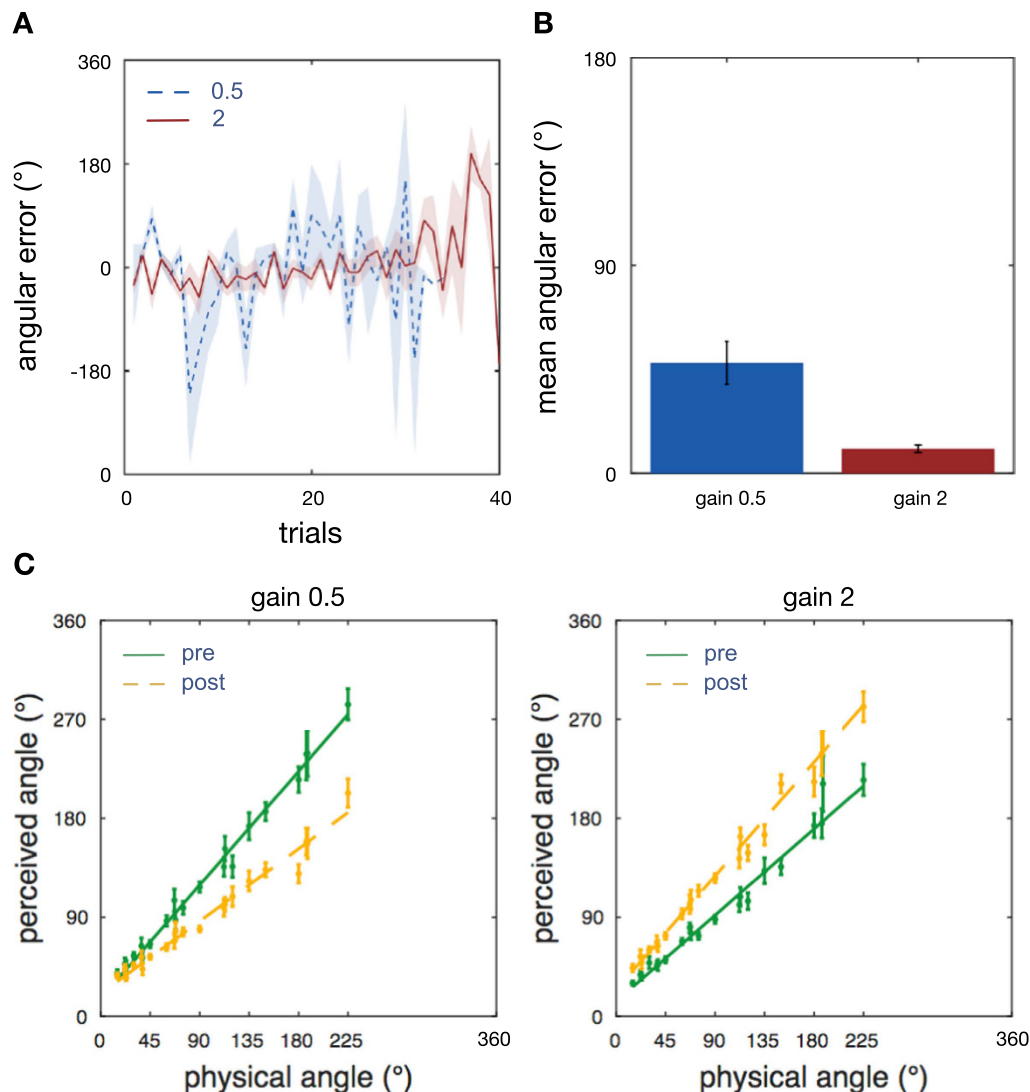 A
360
180
0
-180
0
angular error (°)
0.5
2
0
20
40
trials
B
180
90
0
mean angular error (°)
gain 0.5
gain 2
C
gain 0.5
360
270
180
90
0
perceived angle (°)
pre
post
0
45
90
135
180
225
360
physical angle (°)
gain 2
360
270
180
90
0
perceived angle (°)
pre
post
0
45
90
135
180
225
360
physical angle (°)